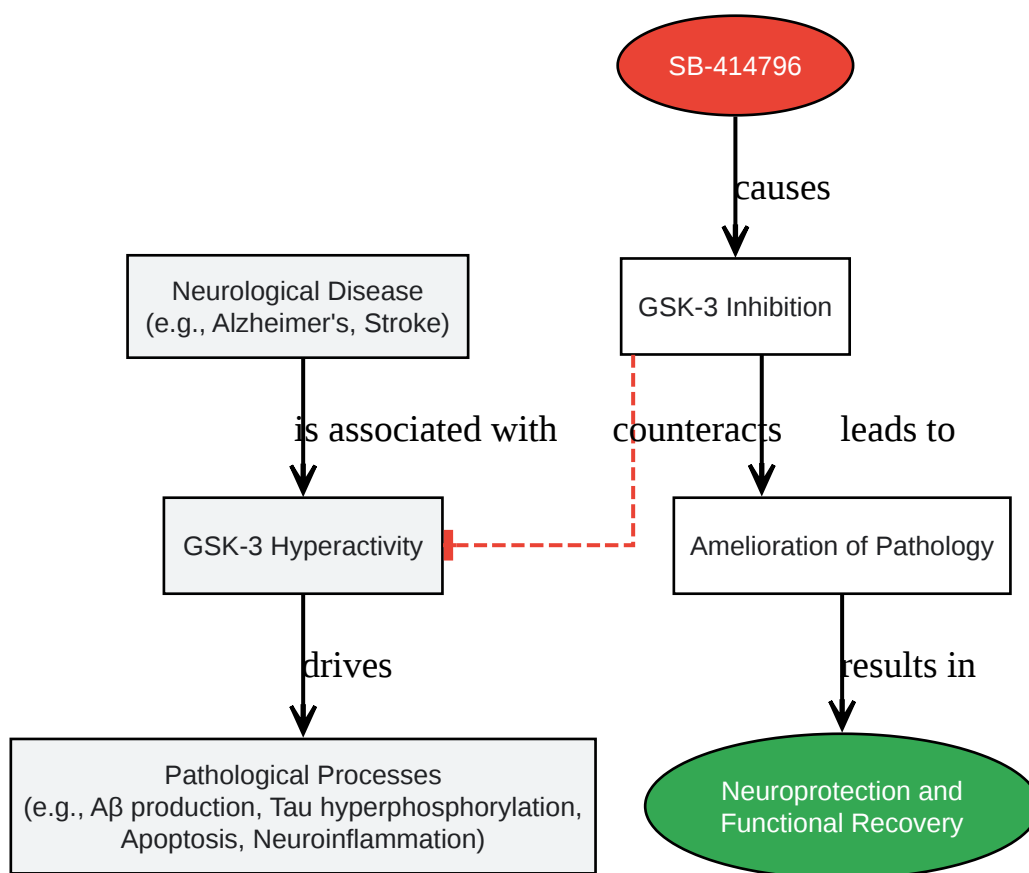 SB-414796
causes
Neurological Disease
(e.g., Alzheimer's, Stroke)
GSK-3 Inhibition
is associated with
counteracts
leads to
GSK-3 Hyperactivity
Amelioration of Pathology
drives
results in
Pathological Processes
(e.g., Aβ production, Tau hyperphosphorylation,
Apoptosis, Neuroinflammation)
Neuroprotection and
Functional Recovery